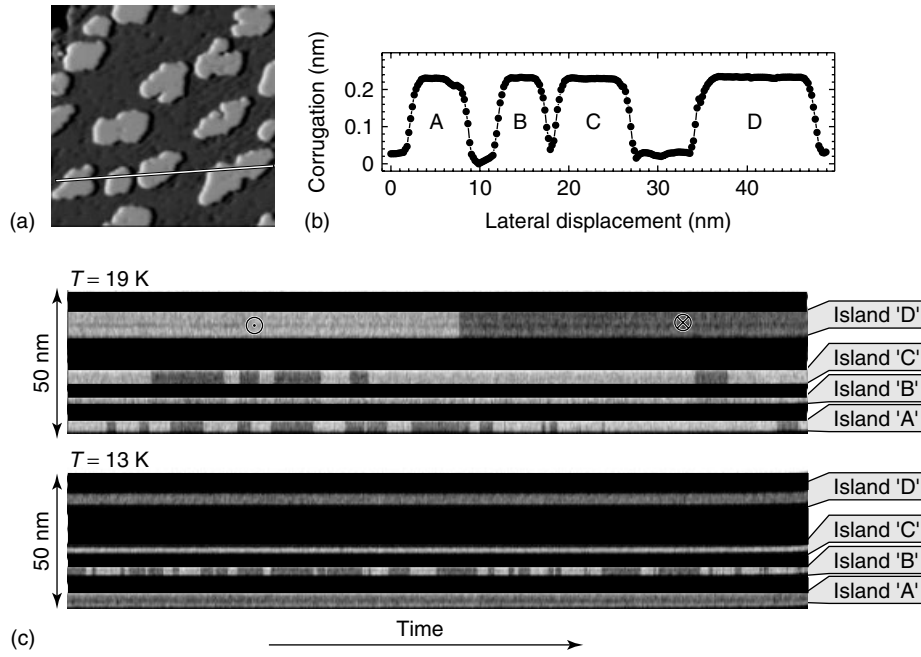 (a)
(b)
Corrugation (nm)
0.2
0.1
0
A
B
C
D
0
10
20
30
40
Lateral displacement (nm)
T = 19 K
50 nm
Island 'D'
Island 'C'
Island 'B'
Island 'A'
T = 13 K
50 nm
Island 'D'
Island 'C'
Island 'B'
Island 'A'
(c)
Time